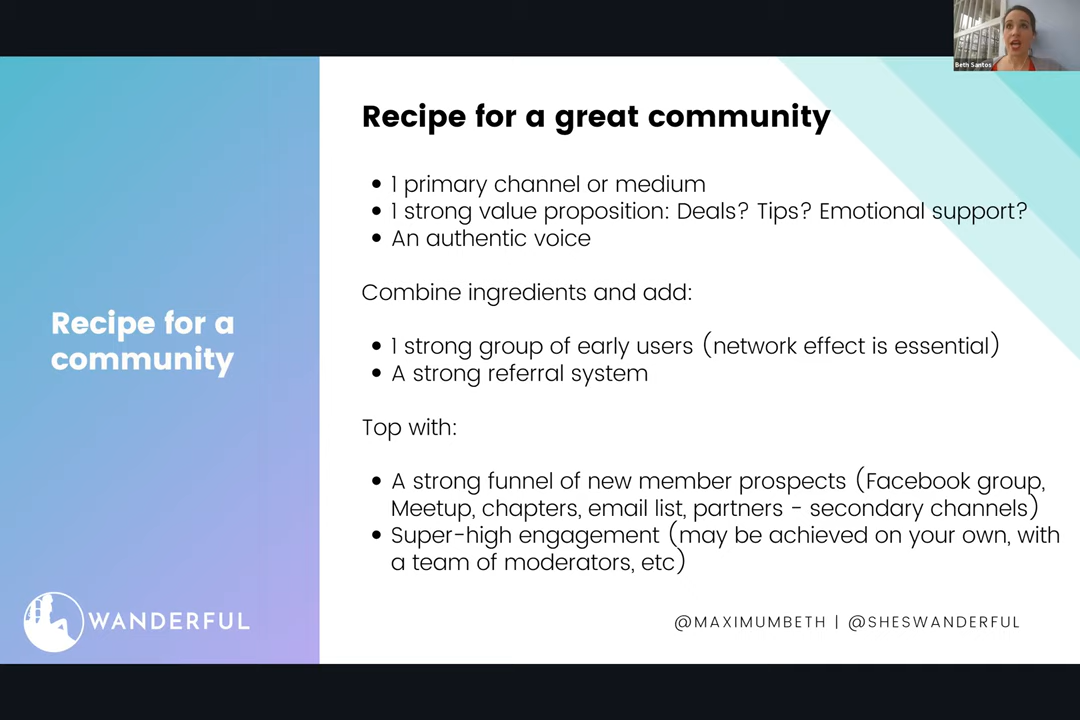 Beth Santos
Recipe for a great community
• 1 primary channel or medium
• 1 strong value proposition: Deals? Tips? Emotional support?
• An authentic voice
Combine ingredients and add:
• 1 strong group of early users (network effect is essential)
• A strong referral system
Top with:
• A strong funnel of new member prospects (Facebook group,
Meetup, chapters, email list, partners - secondary channels)
• Super-high engagement (may be achieved on your own, with
a team of moderators, etc)
Recipe for a
community
WANDERFUL
@MAXIMUMBETH | @SHESWANDERFUL